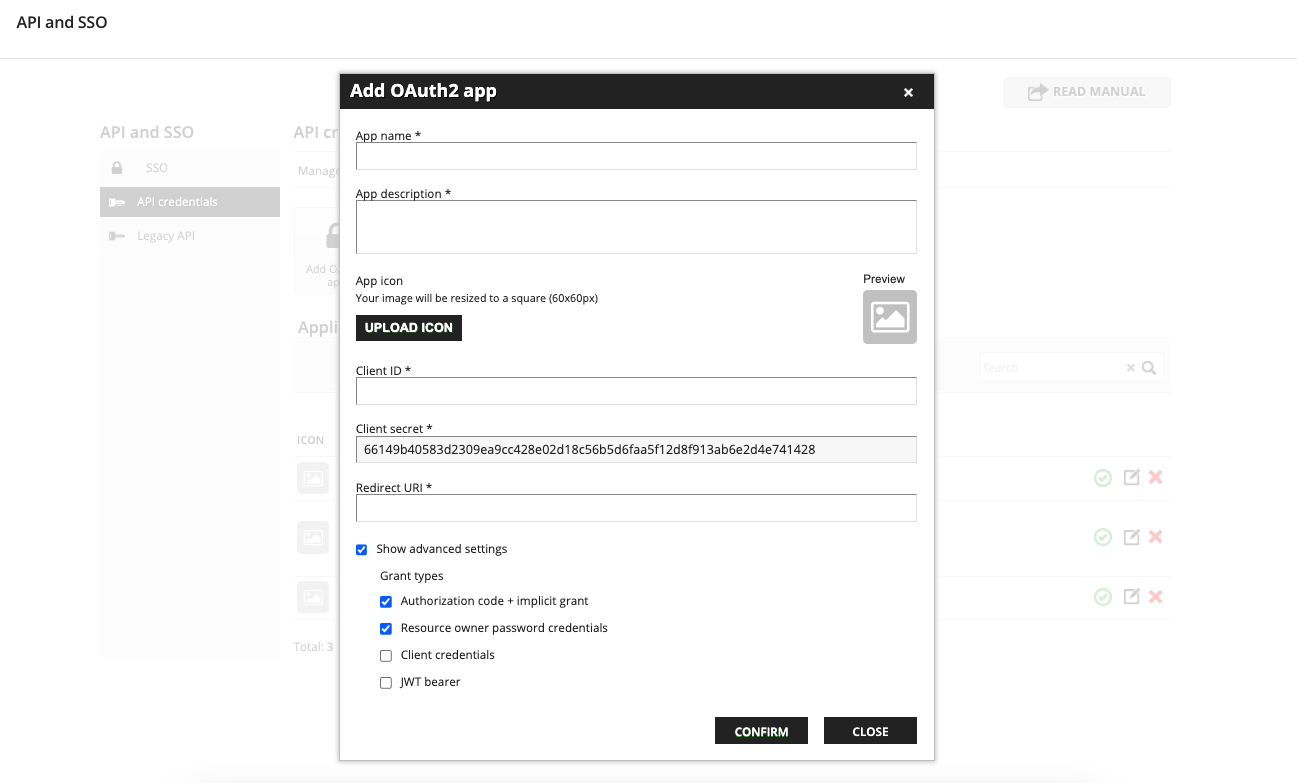 API and SSO
READ MANUAL
API and SSO
SSO
API credentials
Legacy API
API cr
Manage
Add O
ap
Appli
Search
ICON
Total: 3
Add OAuth2 app
App name *
App description *
App icon
Your image will be resized to a square (60x60px)
UPLOAD ICON
Preview
Client ID *
Client secret *
66149b40583d2309ea9cc428e02d18c56b5d6faa5f12d8f913ab6e2d4e741428
Redirect URI *
Show advanced settings
Grant types
Authorization code + implicit grant
Resource owner password credentials
Client credentials
JWT bearer
CONFIRM
CLOSE